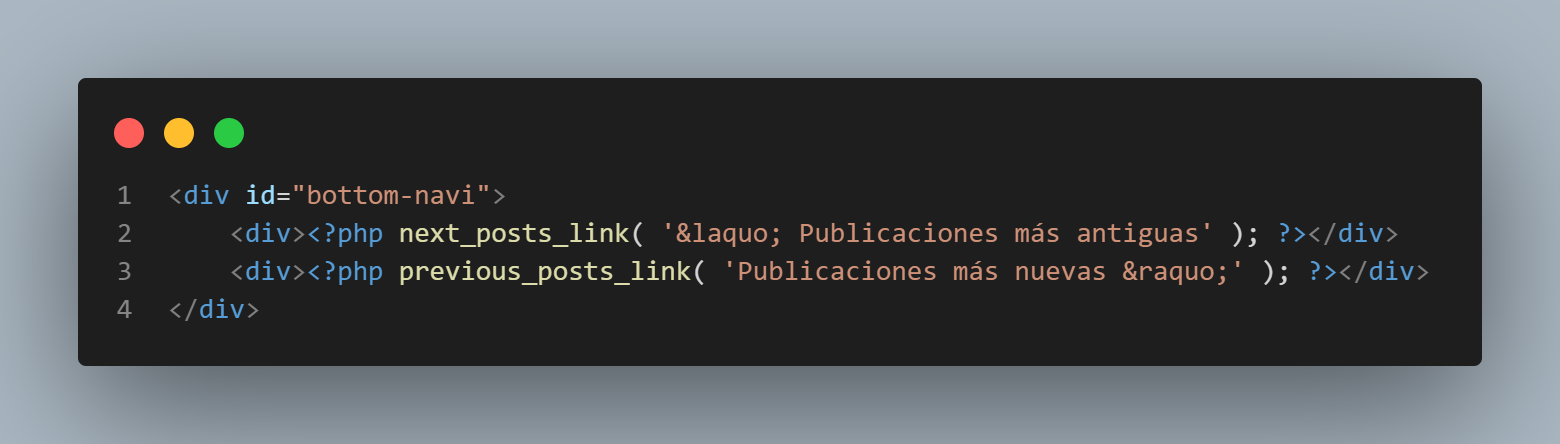 1 <div id="bottom-navi">
2     <div><?php next_posts_link( '&laquo; Publicaciones más antiguas' ); ?></div>
3     <div><?php previous_posts_link( 'Publicaciones más nuevas &raquo;' ); ?></div>
4 </div>